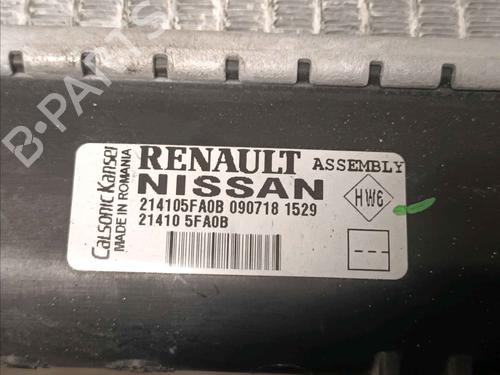 RENAULT ASSEMBLY
NISSAN
214105FA0B 090718 1529
21410 5FA0B
HW6
Calsonic Kansei
MADE IN ROMANIA
B-PARTS